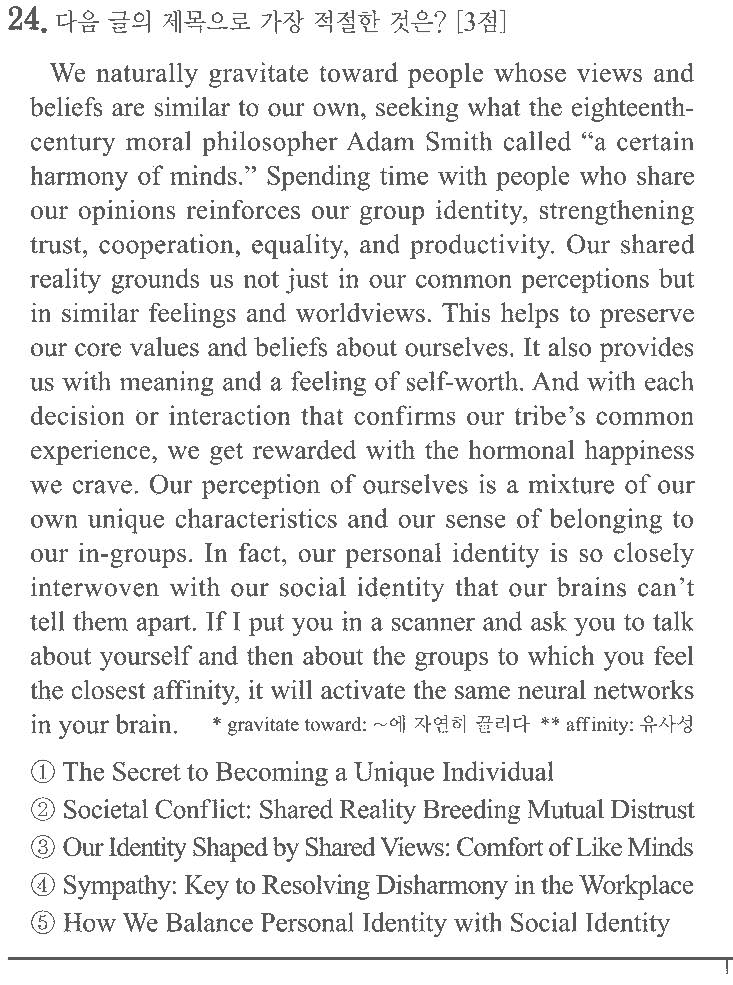 24. 다음 글의 제목으로 가장 적절한 것은? [3점]
We naturally gravitate toward people whose views and
beliefs are similar to our own, seeking what the eighteenth-
century moral philosopher Adam Smith called “a certain
harmony of minds.” Spending time with people who share
our opinions reinforces our group identity, strengthening
trust, cooperation, equality, and productivity. Our shared
reality grounds us not just in our common perceptions but
in similar feelings and worldviews. This helps to preserve
our core values and beliefs about ourselves. It also provides
us with meaning and a feeling of self-worth. And with each
decision or interaction that confirms our tribe’s common
experience, we get rewarded with the hormonal happiness
we crave. Our perception of ourselves is a mixture of our
own unique characteristics and our sense of belonging to
our in-groups. In fact, our personal identity is so closely
interwoven with our social identity that our brains can’t
tell them apart. If I put you in a scanner and ask you to talk
about yourself and then about the groups to which you feel
the closest affinity, it will activate the same neural networks
in your brain. * gravitate toward: ~에 자연히 끌리다 ** affinity: 유사성
① The Secret to Becoming a Unique Individual
② Societal Conflict: Shared Reality Breeding Mutual Distrust
③ Our Identity Shaped by Shared Views: Comfort of Like Minds
④ Sympathy: Key to Resolving Disharmony in the Workplace
⑤ How We Balance Personal Identity with Social Identity